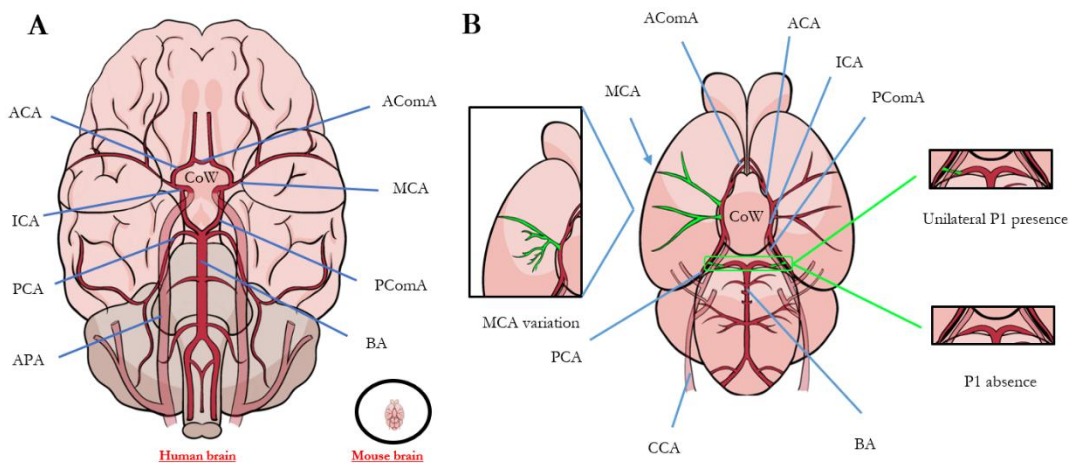 A
ACA
ICA
PCA
APA
CoW
AComA
MCA
PComA
BA
Human brain
Mouse brain
B
AComA
ACA
ICA
PComA
MCA
CoW
MCA variation
PCA
CCA
BA
Unilateral P1 presence
P1 absence